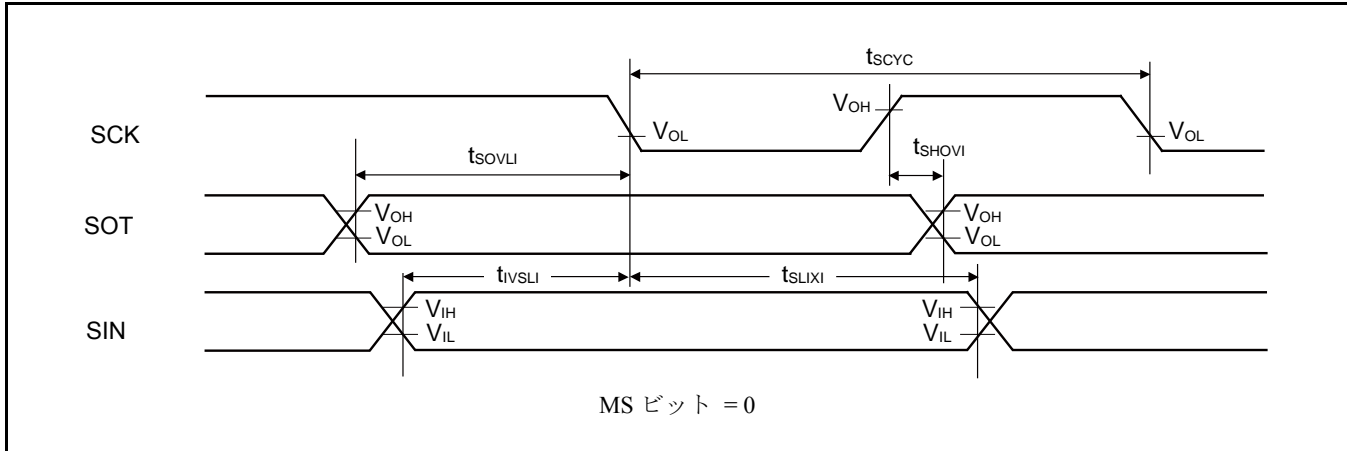 tSCYC
SCK
VOH
VOL
VOL
tSHOVI
tSOVLI
SOT
VOH
VOH
VOL
VOL
tIVSLI
tSLIXI
SIN
VIH
VIH
VIL
VIL
MS ビット = 0